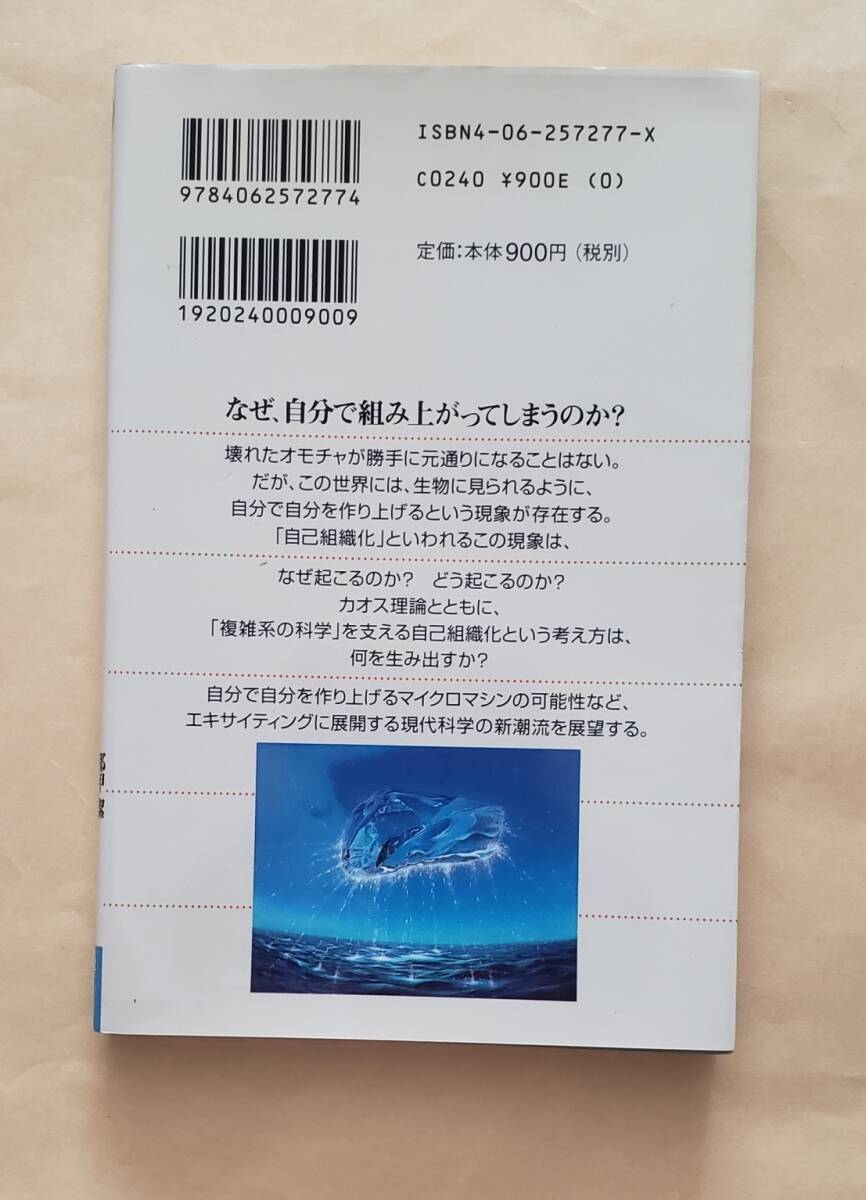 ISBN4-06-257277-X
9784062572774
C0240 ¥900E (0)
定価:本体900円(税別)
1920240009009
なぜ、自分で組み上がってしまうのか?
壊れたオモチャが勝手に元通りになることはない。
だが、この世界には、生物に見られるように、
自分で自分を作り上げるという現象が存在する。
「自己組織化」といわれるこの現象は、
なぜ起こるのか? どう起こるのか?
カオス理論とともに、
「複雑系の科学」を支える自己組織化という考え方は、
何を生み出すか?
自分で自分を作り上げるマイクロマシンの可能性など、
エキサイティングに展開する現代科学の新潮流を展望する。
都甲 潔